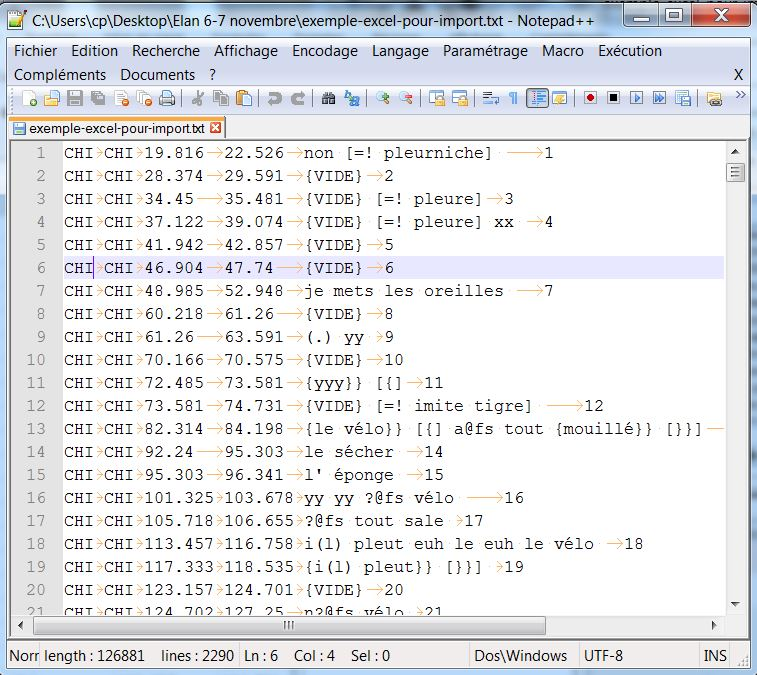 C:\Users\cp\Desktop\Elan 6-7 novembre\exemple-excel-pour-import.txt - Notepad++
Fichier Edition Recherche Affichage Encodage Langage Paramétrage Macro Exécution
Compléments Documents ? X
exemple-excel-pour-import.txt
1 CHI CHI 19.816 22.526 non [=! pleurniche] 1
2 CHI CHI 28.374 29.591 {VIDE} 2
3 CHI CHI 34.45 35.481 {VIDE} [=! pleure] 3
4 CHI CHI 37.122 39.074 {VIDE} [=! pleure] xx 4
5 CHI CHI 41.942 42.857 {VIDE} 5
6 CHI CHI 46.904 47.74 {VIDE} 6
7 CHI CHI 48.985 52.948 je mets les oreilles 7
8 CHI CHI 60.218 61.26 {VIDE} 8
9 CHI CHI 61.26 63.591 (.) yy 9
10 CHI CHI 70.166 70.575 {VIDE} 10
11 CHI CHI 72.485 73.581 {yyy}} [{] 11
12 CHI CHI 73.581 74.731 {VIDE} [=! imite tigre] 12
13 CHI CHI 82.314 84.198 {le vélo}} [{] a@fs tout {mouillé}} [}}]
14 CHI CHI 92.24 95.303 le sécher 14
15 CHI CHI 95.303 96.341 l' éponge 15
16 CHI CHI 101.325 103.678 yy yy ?@fs vélo 16
17 CHI CHI 105.718 106.655 ?@fs tout sale 17
18 CHI CHI 113.457 116.758 i(l) pleut euh le euh le vélo 18
19 CHI CHI 117.333 118.535 {i(l) pleut}} [}}] 19
20 CHI CHI 123.157 124.701 {VIDE} 20
21 CHI CHI 124.702 127.25 n?@fs vélo 21
Norr length : 126881 lines : 2290 Ln : 6 Col : 4 Sel : 0 Dos\Windows UTF-8 INS